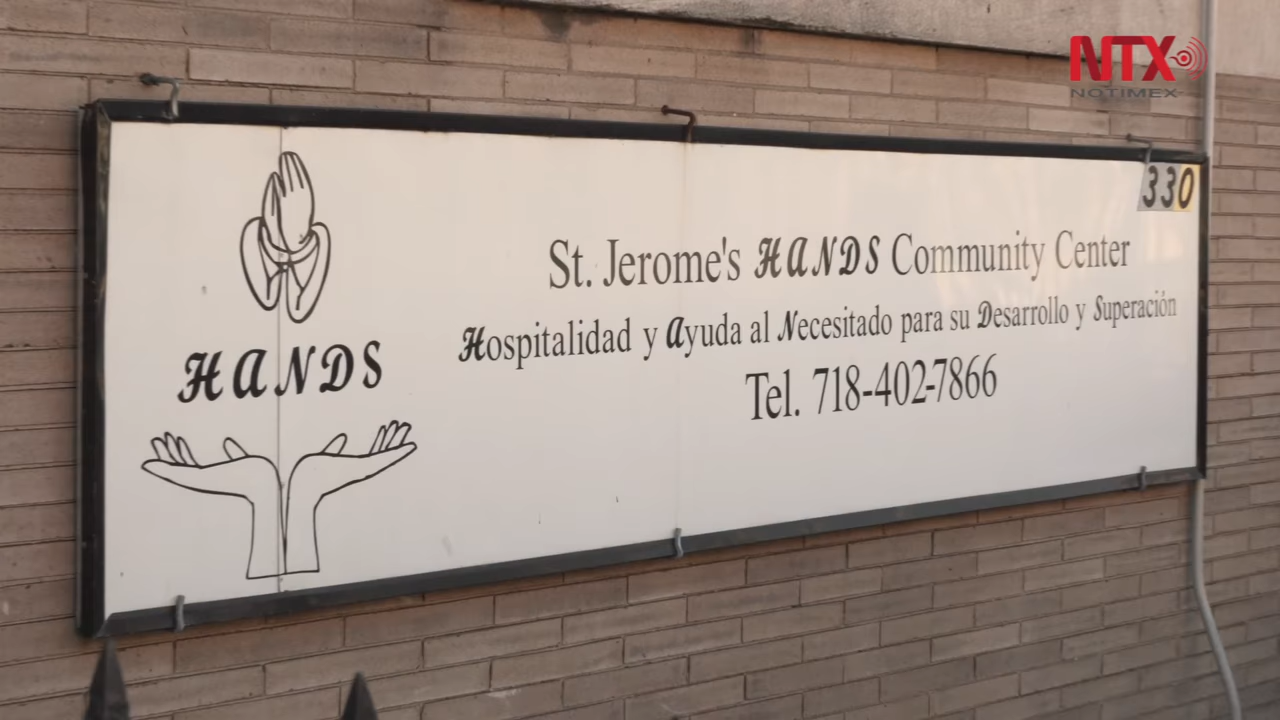 NTX
NOTIMEX
330
St. Jerome's HANDS Community Center
Hospitalidad y Ayuda al Necesitado para su Desarrollo y Superación
Tel. 718-402-7866
HANDS